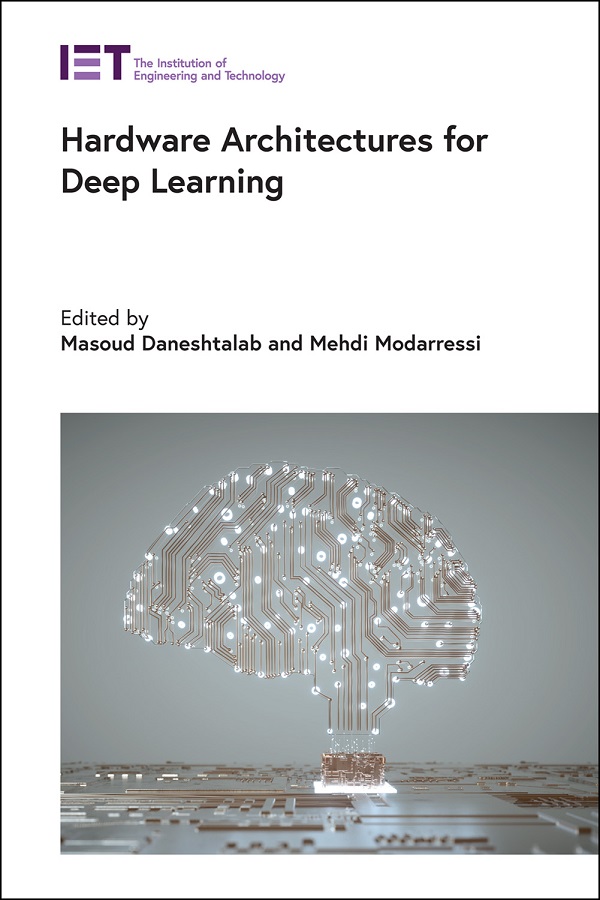 IET The Institution of
Engineering and Technology
Hardware Architectures for
Deep Learning
Edited by
Masoud Daneshtalab and Mehdi Modarressi